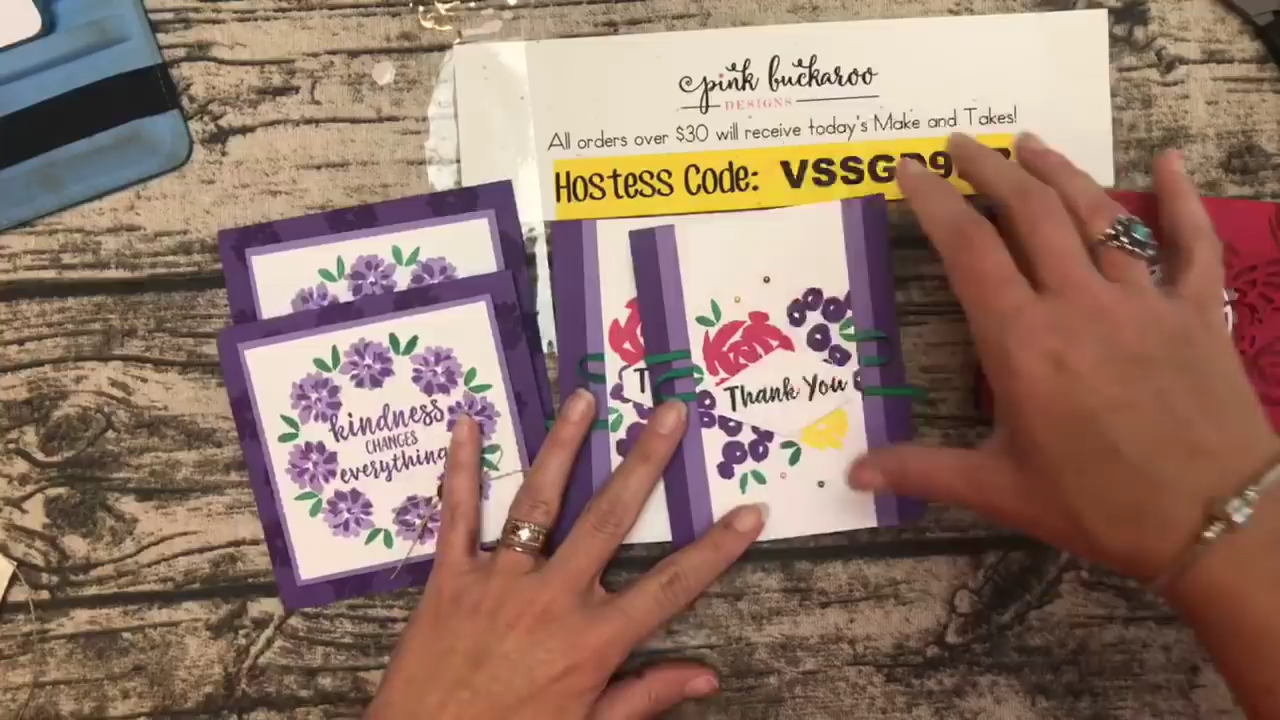 pink buckaroo
DESIGNS
All orders over $30 will receive today's Make and Takes!
Hostess Code:
T
Thank You
kindness
CHANGES
everything